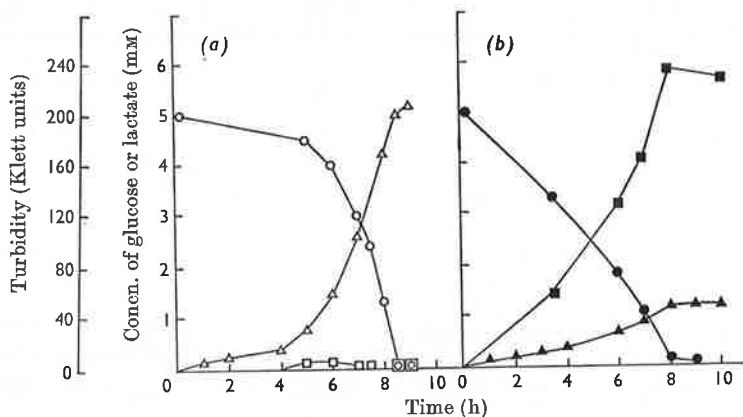 Turbidity (Klett units)
240
200
160
120
80
40
0
Concn. of glucose or lactate (mM)
6
5
4
3
2
1
(a)
0 2 4 6 8 10
(b)
0 2 4 6 8 10
Time (h)